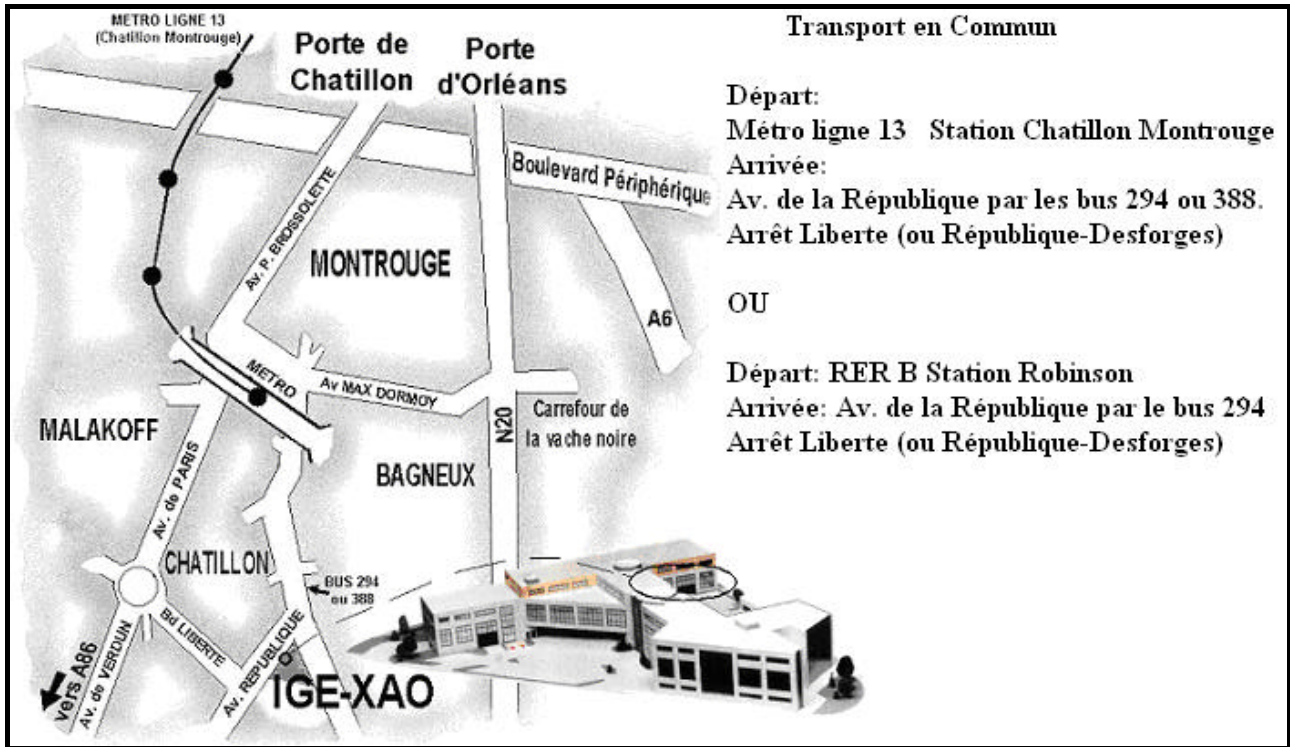 METRO LIGNE 13
(Chatillon Montrouge)
Porte de
Chatillon
Porte
d'Orléans
Boulevard Périphérique
Av. P. BROSSOLETTE
MONTROUGE
A6
METRO
Av MAX DORMOY
MALAKOFF
N20
Carrefour de
la vache noire
BAGNEUX
Av. de PARIS
CHATILLON
BUS 294
ou 388
Bd LIBERTE
Av. REPUBLIQUE
vers A86
Av. de VERDUN
IGE-XAO
Transport en Commun
Départ:
Métro ligne 13 Station Chatillon Montrouge
Arrivée:
Av. de la République par les bus 294 ou 388.
Arrêt Liberte (ou République-Desforges)
OU
Départ: RER B Station Robinson
Arrivée: Av. de la République par le bus 294
Arrêt Liberte (ou République-Desforges)